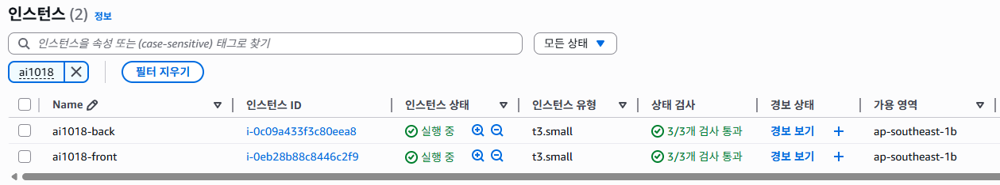 인스턴스 (2) 정보
인스턴스을 속성 또는 (case-sensitive) 태그로 찾기 모든 상태
ai1018 필터 지우기
Name 인스턴스 ID 인스턴스 상태 인스턴스 유형 상태 검사 경보 상태 가용 영역
ai1018-back i-0c09a433f3c80eea8 실행 중 t3.small 3/3개 검사 통과 경보 보기 + ap-southeast-1b
ai1018-front i-0eb28b88c8446c2f9 실행 중 t3.small 3/3개 검사 통과 경보 보기 + ap-southeast-1b